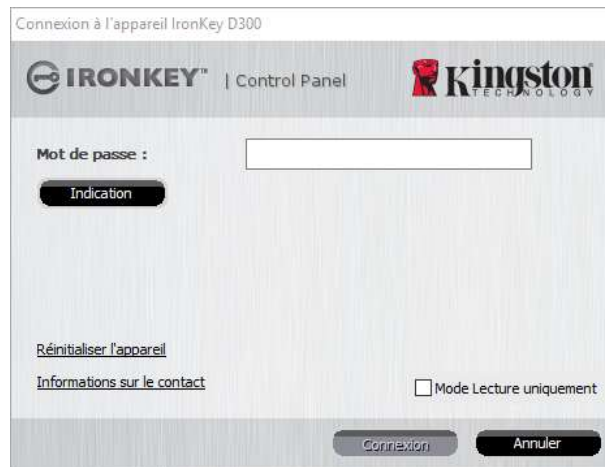 Connexion à l'appareil IronKey D300
IRONKEY™ | Control Panel
Kingston
TECHNOLOGY
Mot de passe :
Indication
Réinitialiser l'appareil
Informations sur le contact
Mode Lecture uniquement
Connexion
Annuler